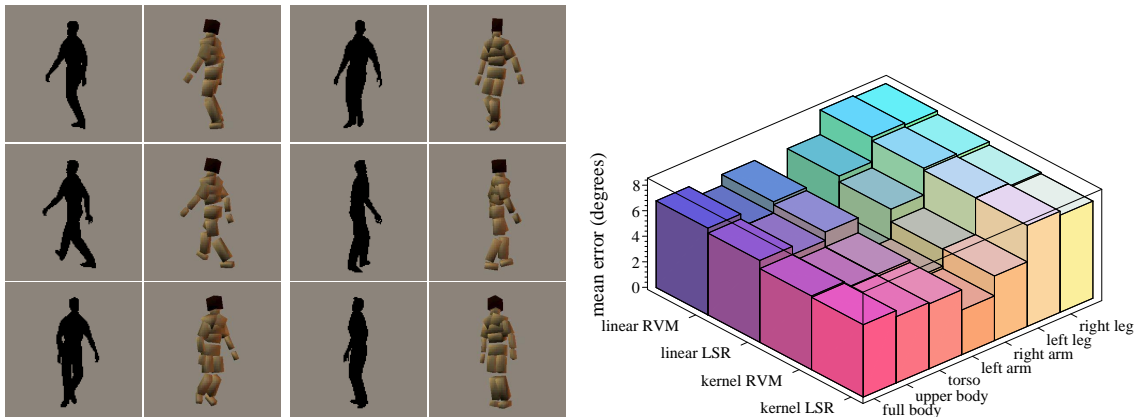 mean error (degrees)
8
6
4
2
0
linear RVM
linear LSR
kernel RVM
kernel LSR
full body
upper body
torso
left arm
right arm
left leg
right leg